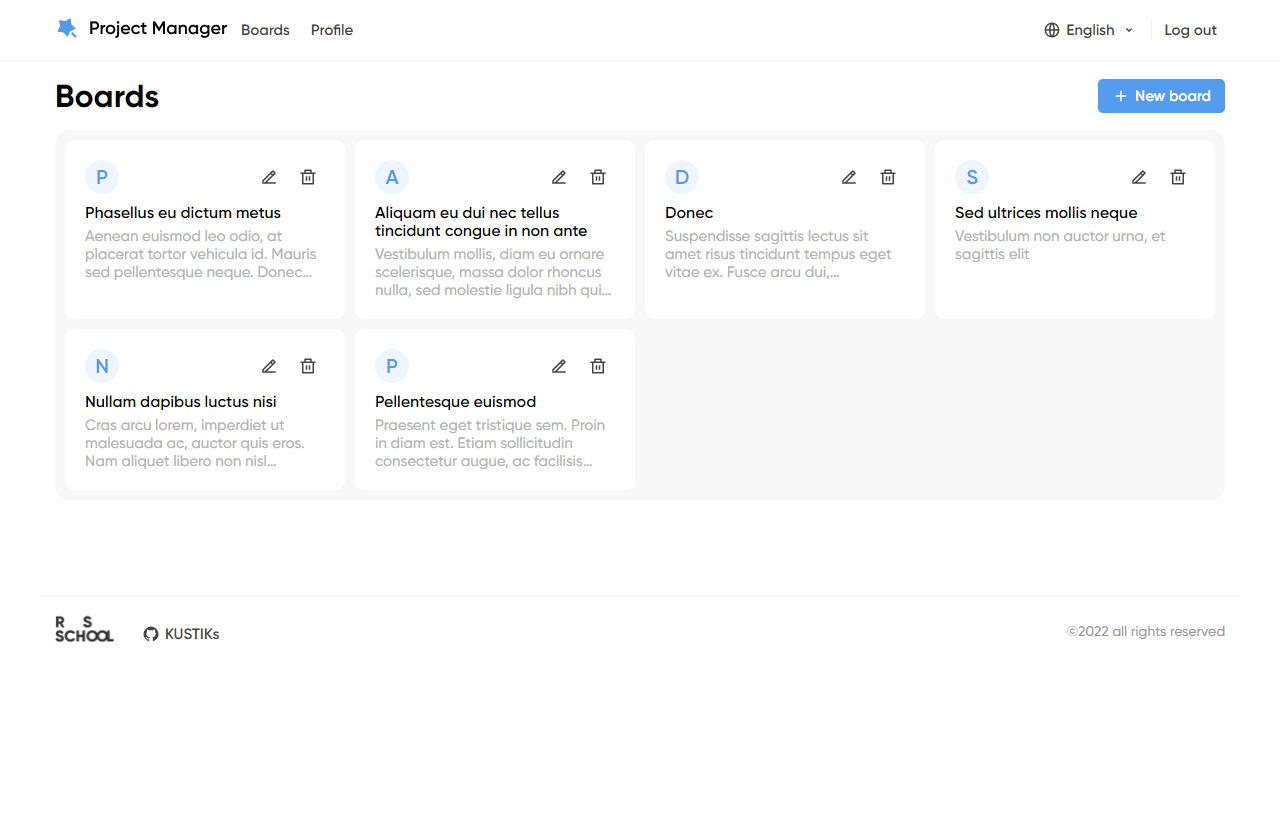 Project Manager
Boards
Profile
English
Log out
Boards
New board
P
Phasellus eu dictum metus
Aenean euismod leo odio, at
placerat tortor vehicula id. Mauris
sed pellentesque neque. Donec...
A
Aliquam eu dui nec tellus
tincidunt congue in non ante
Vestibulum mollis, diam eu ornare
scelerisque, massa dolor rhoncus
nulla, sed molestie ligula nibh qui...
D
Donec
Suspendisse sagittis lectus sit
amet risus tincidunt tempus eget
vitae ex. Fusce arcu dui,...
S
Sed ultrices mollis neque
Vestibulum non auctor urna, et
sagittis elit
N
Nullam dapibus luctus nisi
Cras arcu lorem, imperdiet ut
malesuada ac, auctor quis eros.
Nam aliquet libero non nisl...
P
Pellentesque euismod
Praesent eget tristique sem. Proin
in diam est. Etiam sollicitudin
consectetur augue, ac facilisis...
R S
SCHOOL
KUSTIKs
©2022 all rights reserved